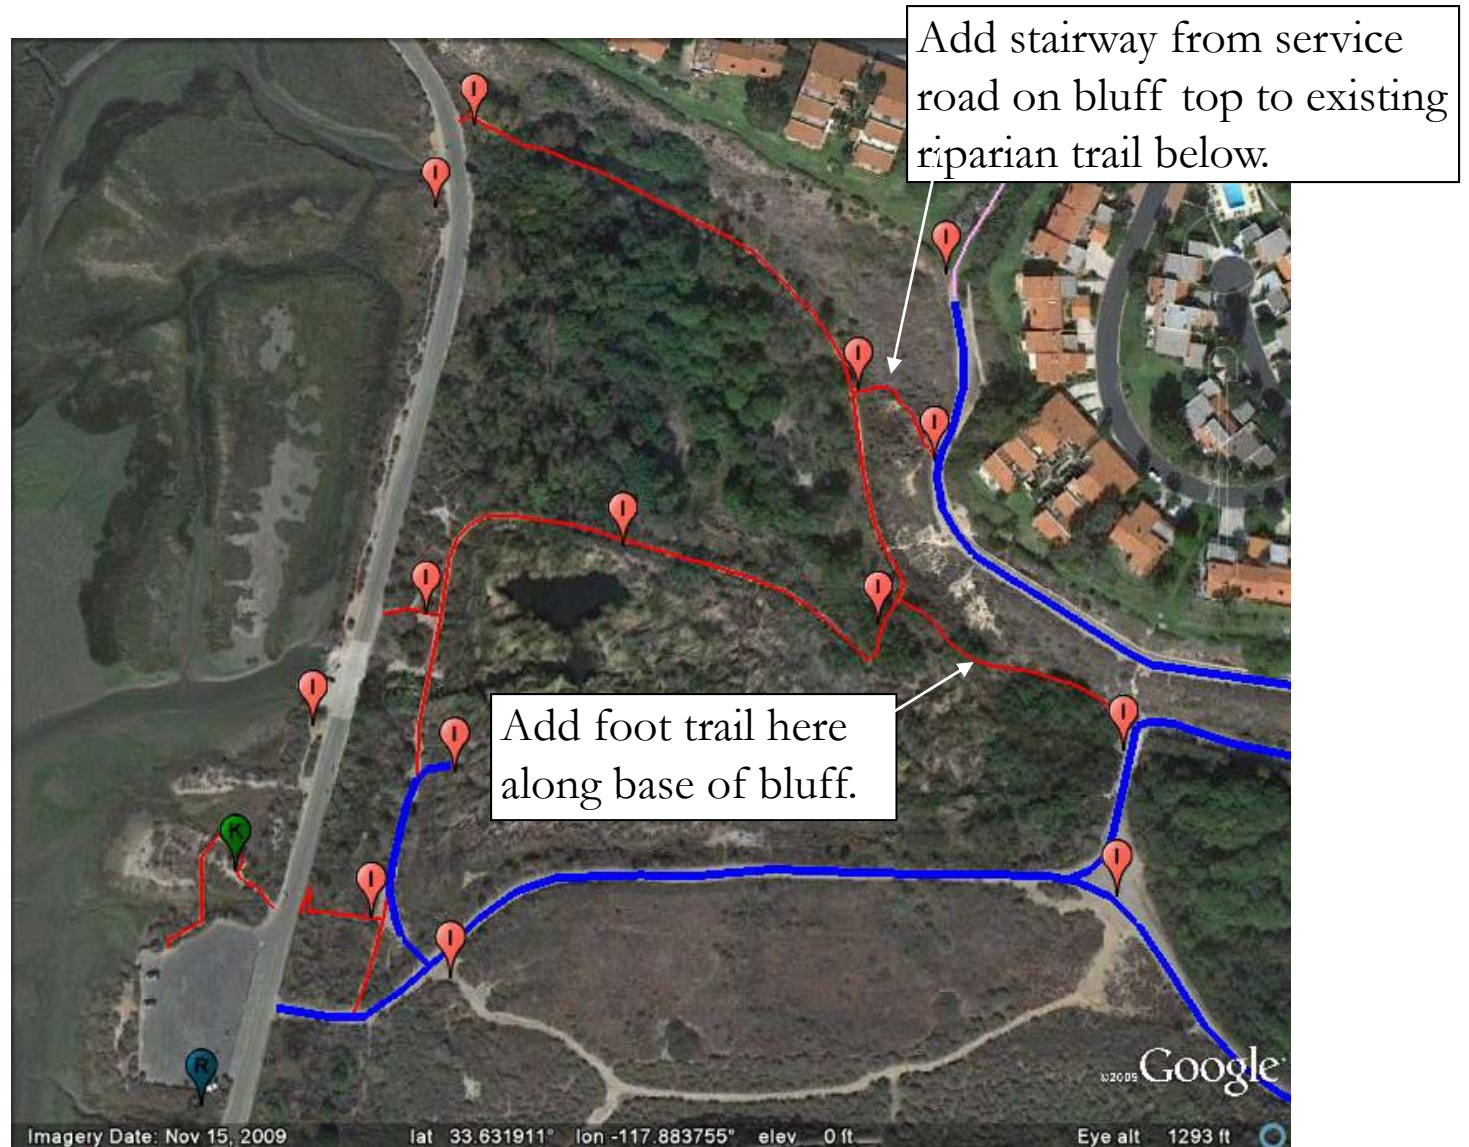 Add stairway from service
road on bluff top to existing
riparian trail below.
I
I
I
I
I
I
I
I
I
I
Add foot trail here
along base of bluff.
I
I
K
I
I
I
R
©2009 Google
Imagery Date: Nov 15, 2009 lat 33.631911° lon -117.883755° elev 0 ft Eye alt 1293 ft